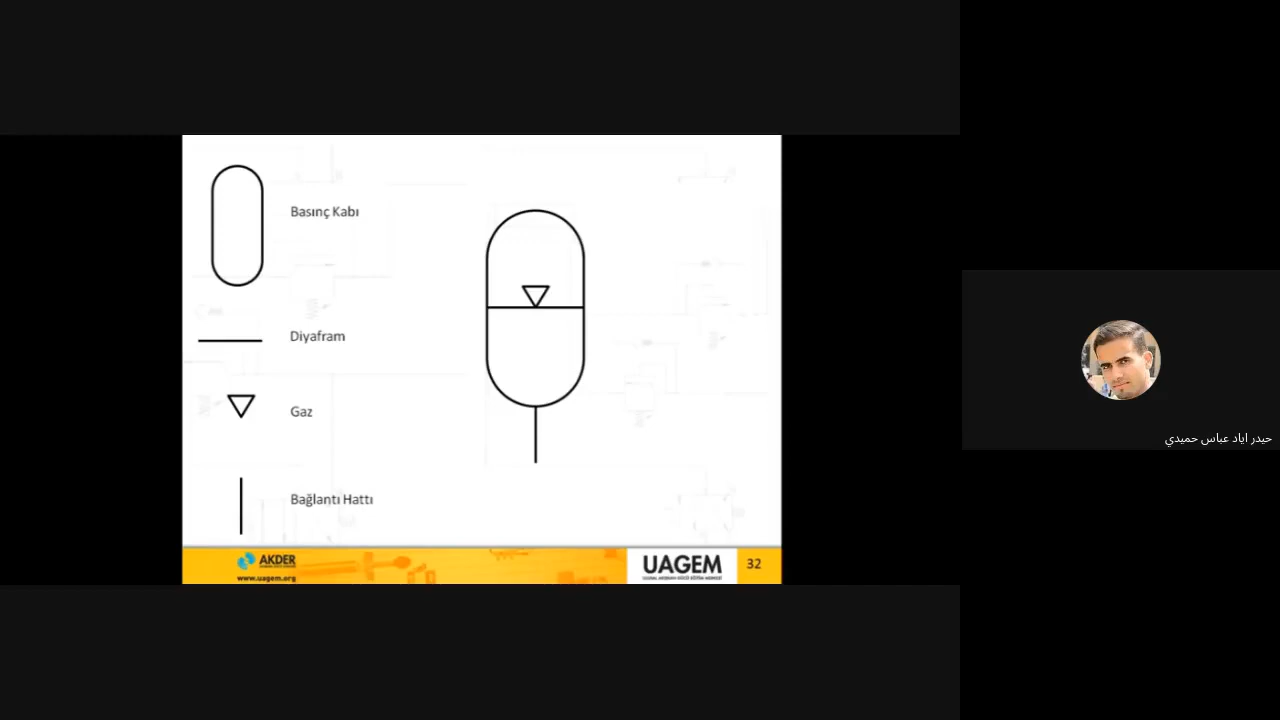 Basınç Kabı
Diyafram
Gaz
Bağlantı Hattı
AKDER
www.uagem.org
UAGEM
32
حيدر اياد عباس حميدي